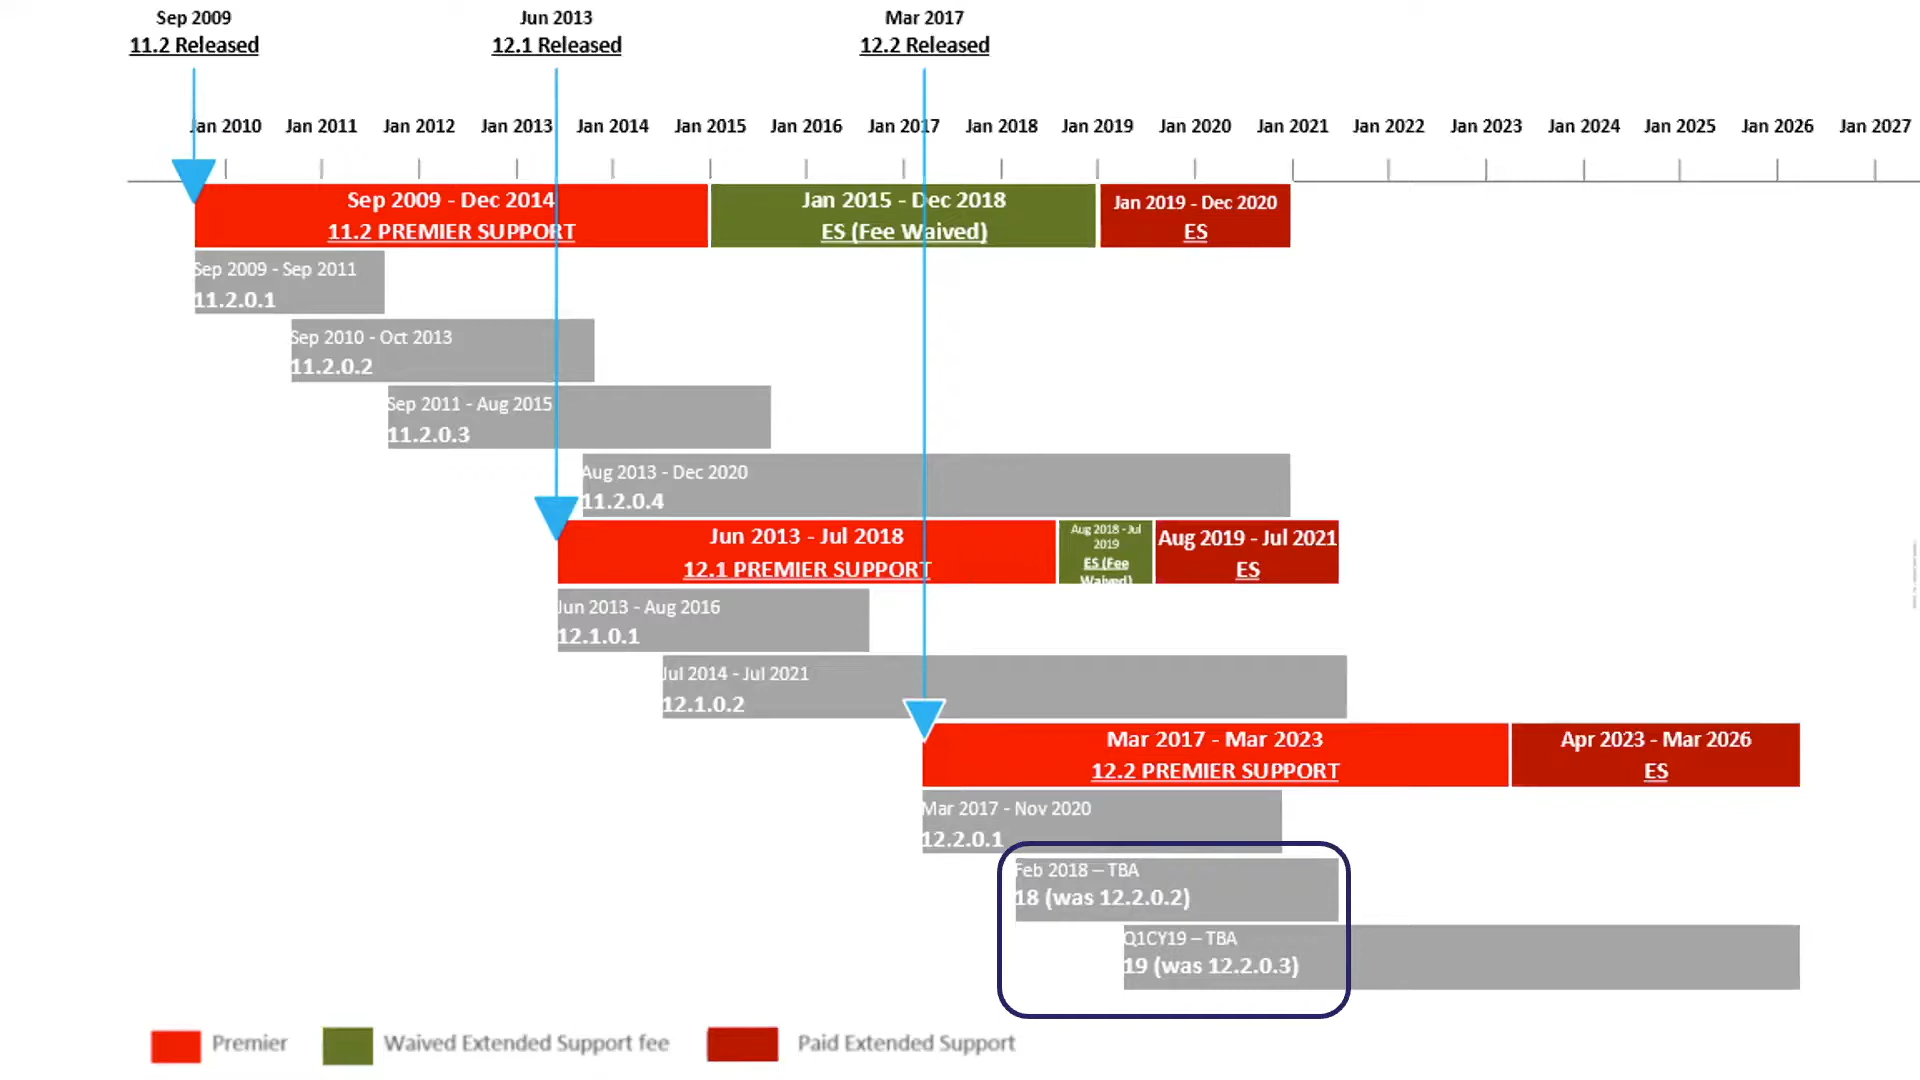 Sep 2009
11.2 Released
Jun 2013
12.1 Released
Mar 2017
12.2 Released
Jan 2010 Jan 2011 Jan 2012 Jan 2013 Jan 2014 Jan 2015 Jan 2016 Jan 2017 Jan 2018 Jan 2019 Jan 2020 Jan 2021 Jan 2022 Jan 2023 Jan 2024 Jan 2025 Jan 2026 Jan 2027
Sep 2009 - Dec 2014
11.2 PREMIER SUPPORT
Jan 2015 - Dec 2018
ES (Fee Waived)
Jan 2019 - Dec 2020
ES
Sep 2009 - Sep 2011
11.2.0.1
Sep 2010 - Oct 2013
11.2.0.2
Sep 2011 - Aug 2015
11.2.0.3
Aug 2013 - Dec 2020
11.2.0.4
Jun 2013 - Jul 2018
12.1 PREMIER SUPPORT
Aug 2018 - Jul
2019
ES (Fee
Waived)
Aug 2019 - Jul 2021
ES
Jun 2013 - Aug 2016
12.1.0.1
Jul 2014 - Jul 2021
12.1.0.2
Mar 2017 - Mar 2023
12.2 PREMIER SUPPORT
Apr 2023 - Mar 2026
ES
Mar 2017 - Nov 2020
12.2.0.1
Feb 2018 – TBA
18 (was 12.2.0.2)
Q1CY19 – TBA
19 (was 12.2.0.3)
Premier
Waived Extended Support fee
Paid Extended Support